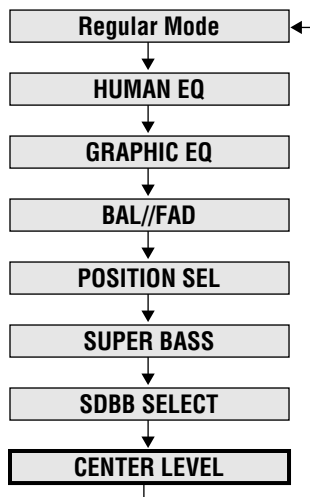 Regular Mode
HUMAN EQ
GRAPHIC EQ
BAL//FAD
POSITION SEL
SUPER BASS
SDBB SELECT
CENTER LEVEL